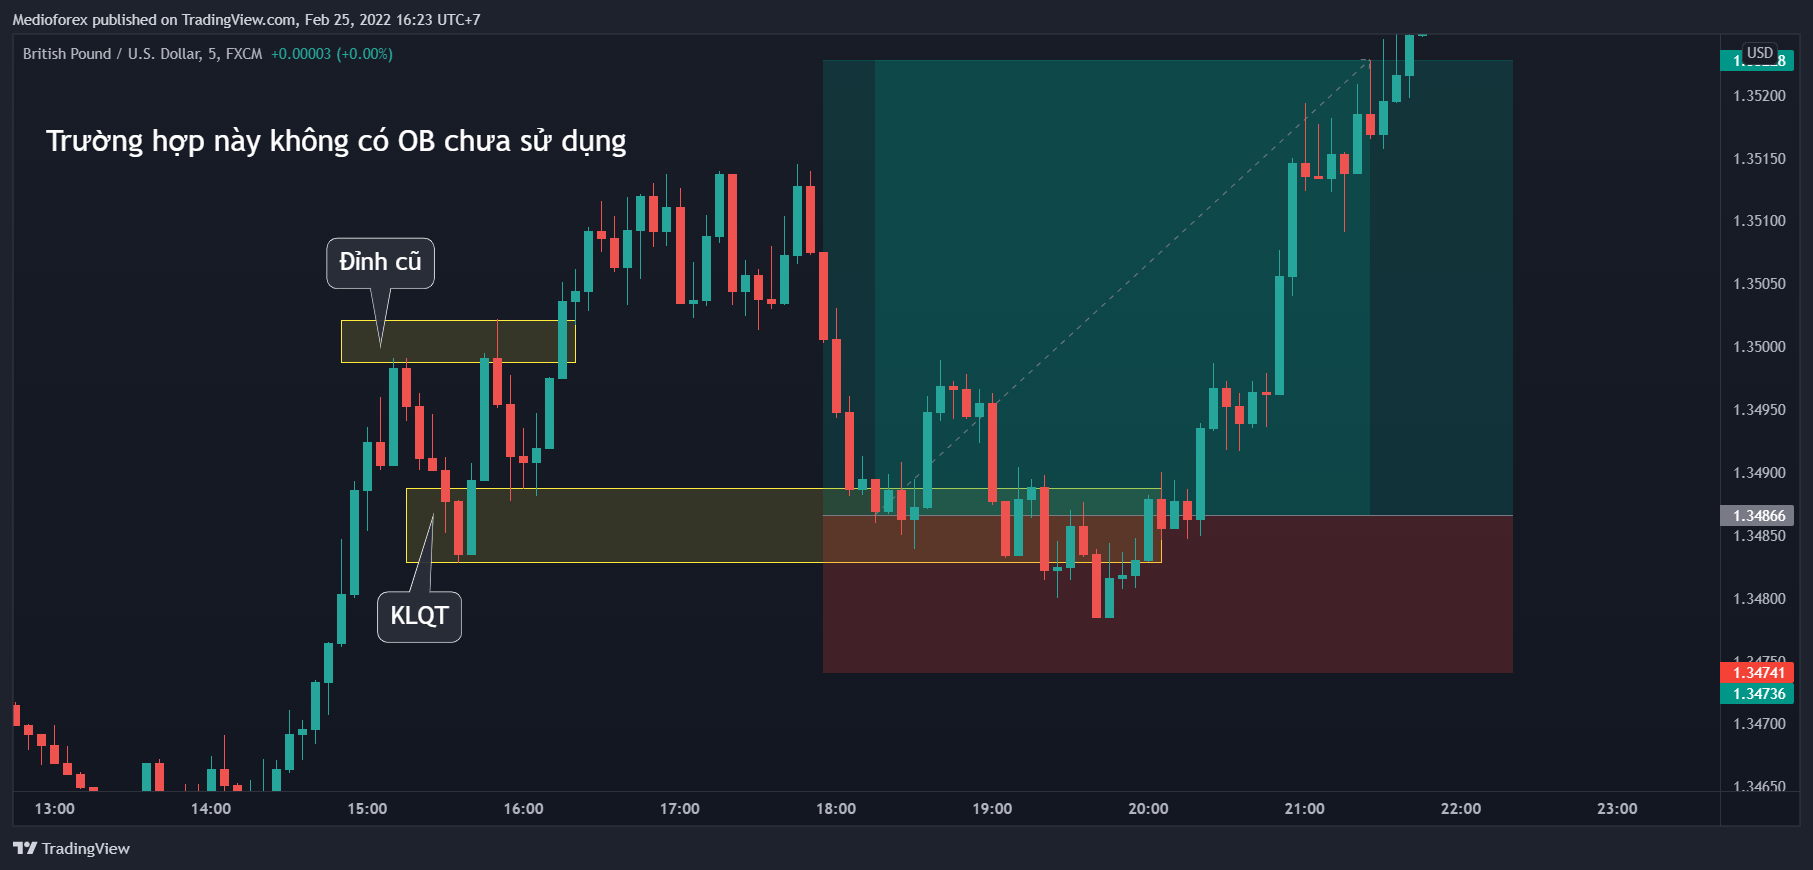 Medioforex published on TradingView.com, Feb 25, 2022 16:23 UTC+7
British Pound / U.S. Dollar, 5, FXCM +0.00003 (+0.00%)
USD
1.35200
Trường hợp này không có OB chưa sử dụng
1.35150
1.35100
Đỉnh cũ
1.35050
1.35000
1.34950
1.34900
1.34866
1.34850
1.34800
KLQT
1.34750
1.34741
1.34736
1.34700
1.34650
13:00 14:00 15:00 16:00 17:00 18:00 19:00 20:00 21:00 22:00 23:00
TradingView